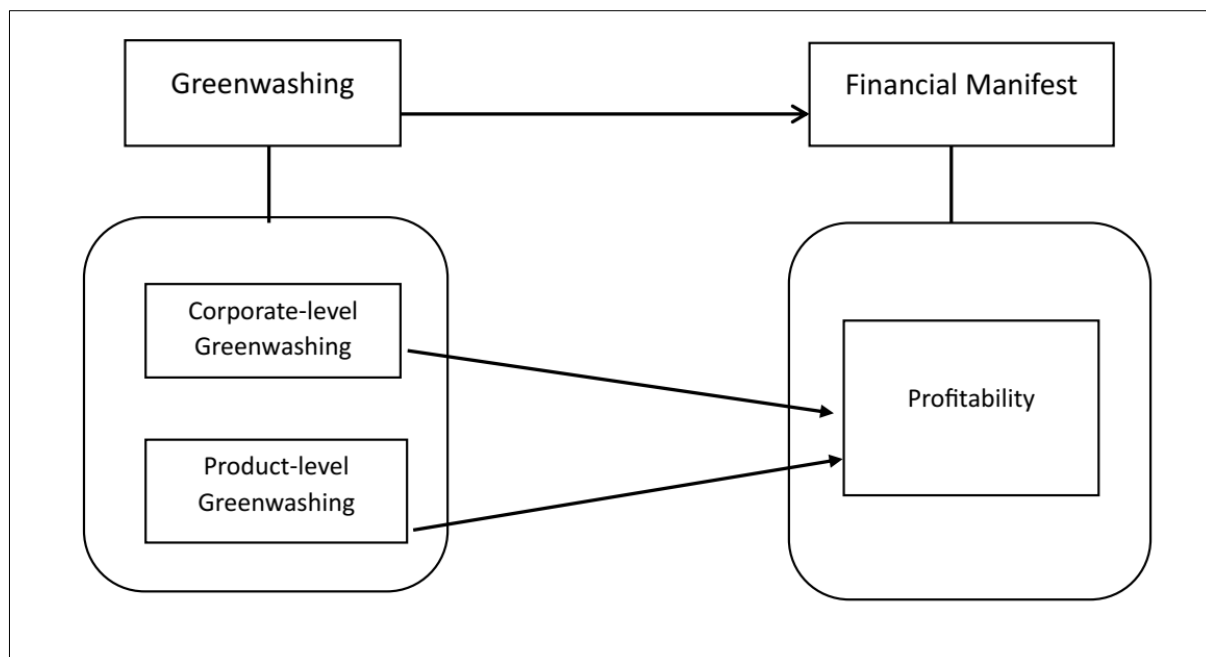 Greenwashing
Financial Manifest
Corporate-level
Greenwashing
Product-level
Greenwashing
Profitability